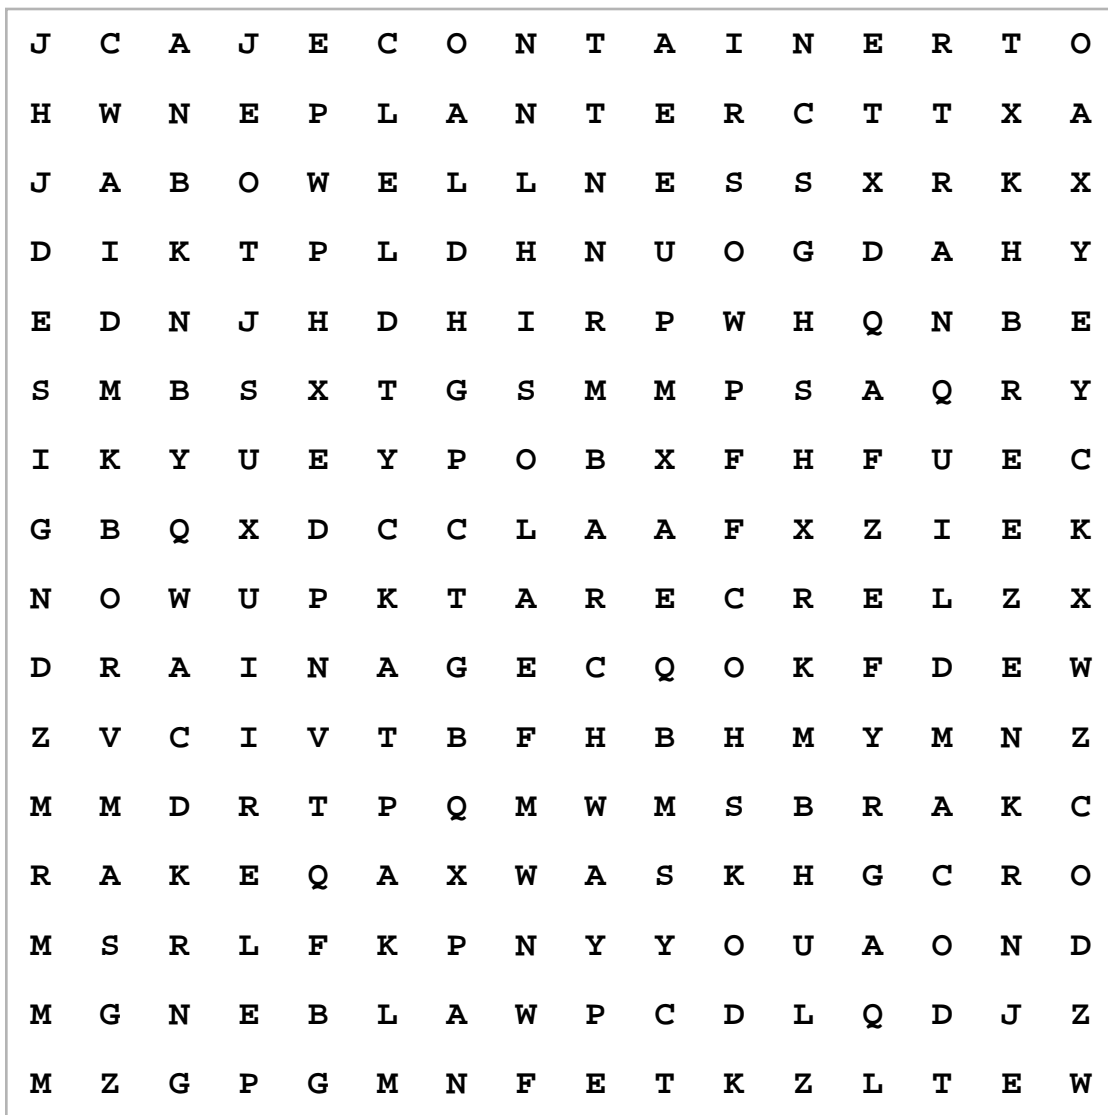 J C A J E C O N T A I N E R T O
H W N E P L A N T E R C T T X A
J A B O W E L L N E S S X R K X
D I K T P L D H N U O G D A H Y
E D N J H D H I R P W H Q N B E
S M B S X T G S M M P S A Q R Y
I K Y U E Y P O B X F H F U E C
G B Q X D C C L A A F X Z I E K
N O W U P K T A R E C R E L Z X
D R A I N A G E C Q O K F D E W
Z V C I V T B F H B H M Y M N Z
M M D R T P Q M W M S B R A K C
R A K E Q A X W A S K H G C R O
M S R L F K P N Y Y O U A O N D
M G N E B L A W P C D L Q D J Z
M Z G P G M N F E T K Z L T E W